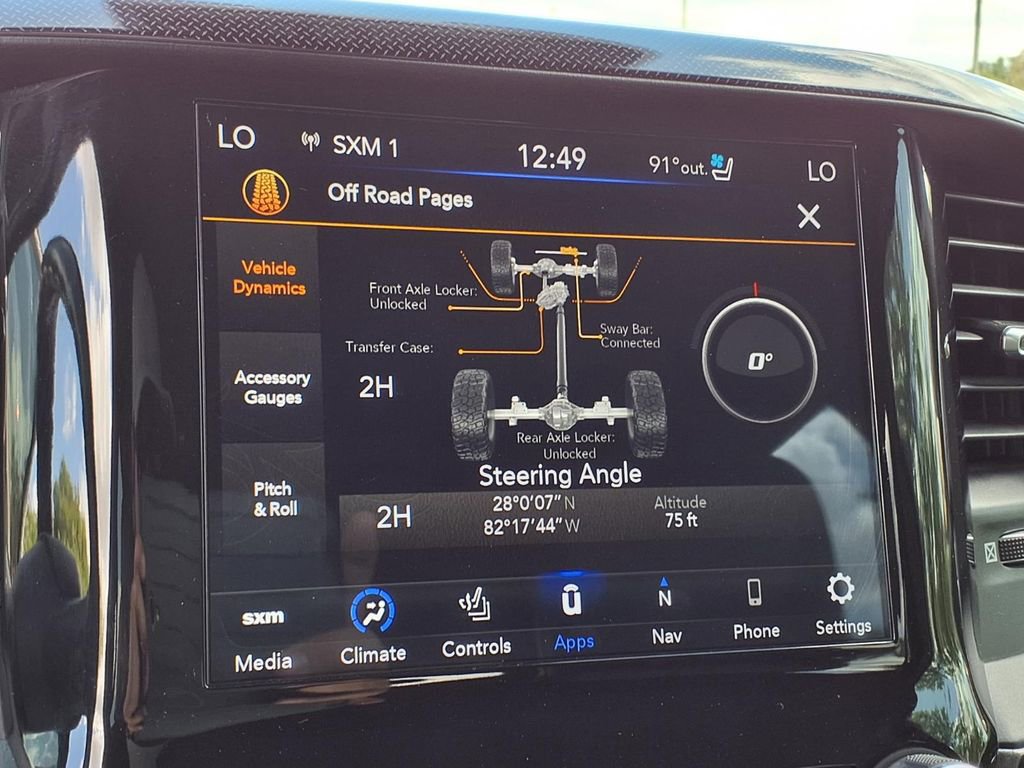 LO
SXM 1
12:49
91°out.
LO
Off Road Pages
Vehicle
Dynamics
Front Axle Locker:
Unlocked
Sway Bar:
Connected
Transfer Case:
2H
0°
Accessory
Gauges
Rear Axle Locker:
Unlocked
Steering Angle
Pitch
& Roll
2H
28°0'07" N
82°17'44" W
Altitude
75 ft
sxm
Media
Climate
Controls
u
Apps
N
Nav
Phone
Settings